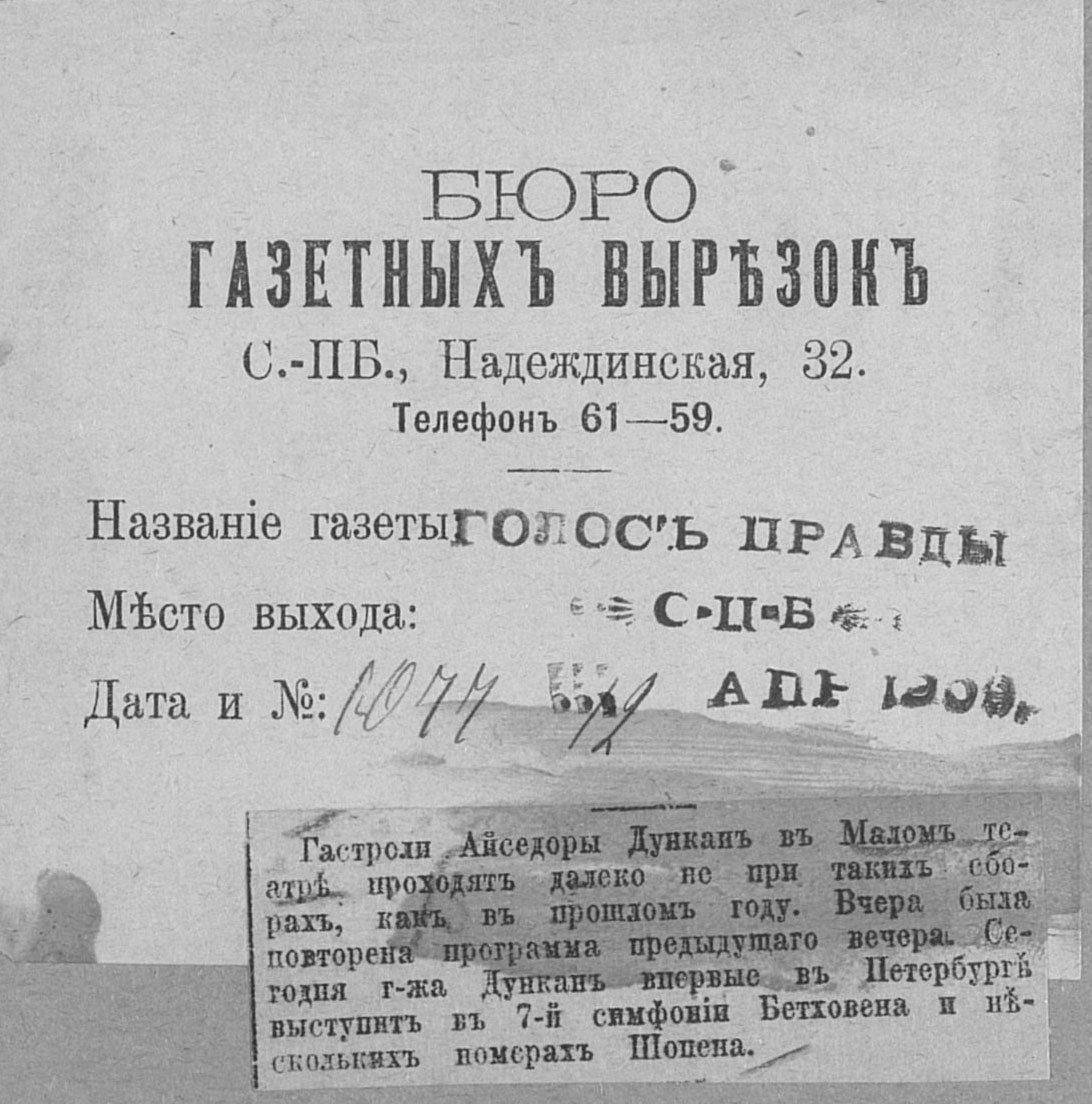 БЮРО
ГАЗЕТНЫХЪ ВЫРѢЗОКЪ
С.-ПБ., Надеждинская, 32.
Телефонъ 61—59.
Названіе газеты ГОЛОСЪ ПРАВДЫ
Мѣсто выхода: С-П-Б
Дата и №: 1077 12 АПР 1909.
Гастроли Айседоры Дунканъ въ Маломъ те-
атрѣ проходятъ далеко не при такихъ сбо-
рахъ, какъ въ прошломъ году. Вчера была
повторена программа предыдущаго вечера. Се-
годня г-жа Дунканъ впервые въ Петербургѣ
выступитъ въ 7-й симфоніи Бетховена и нѣ-
сколькихъ номерахъ Шопена.